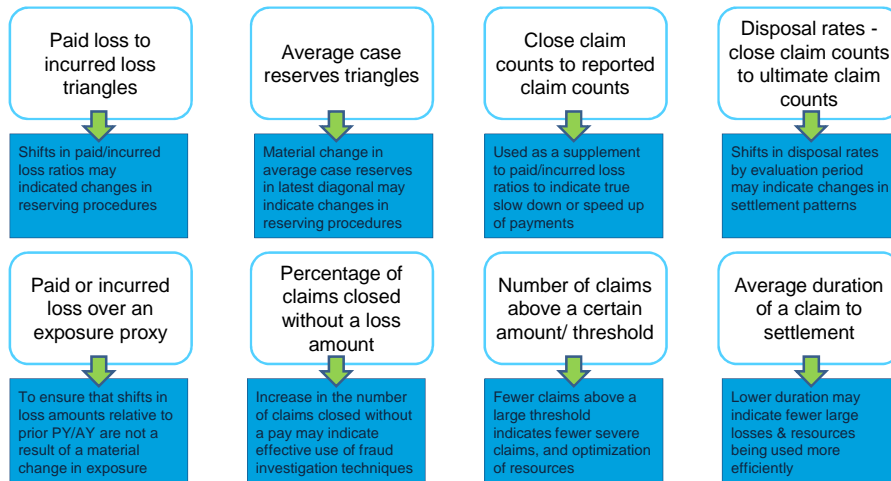 Paid loss to
incurred loss
triangles
Shifts in paid/incurred
loss ratios may
indicated changes in
reserving procedures
Average case
reserves triangles
Material change in
average case reserves
in latest diagonal may
indicate changes in
reserving procedures
Close claim
counts to reported
claim counts
Used as a supplement
to paid/incurred loss
ratios to indicate true
slow down or speed up
of payments
Disposal rates -
close claim counts
to ultimate claim
counts
Shifts in disposal rates
by evaluation period
may indicate changes in
settlement patterns
Paid or incurred
loss over an
exposure proxy
To ensure that shifts in
loss amounts relative to
prior PY/AY are not a
result of a material
change in exposure
Percentage of
claims closed
without a loss
amount
Increase in the number
of claims closed without
a pay may indicate
effective use of fraud
investigation techniques
Number of claims
above a certain
amount/ threshold
Fewer claims above a
large threshold
indicates fewer severe
claims, and optimization
of resources
Average duration
of a claim to
settlement
Lower duration may
indicate fewer large
losses & resources
being used more
efficiently